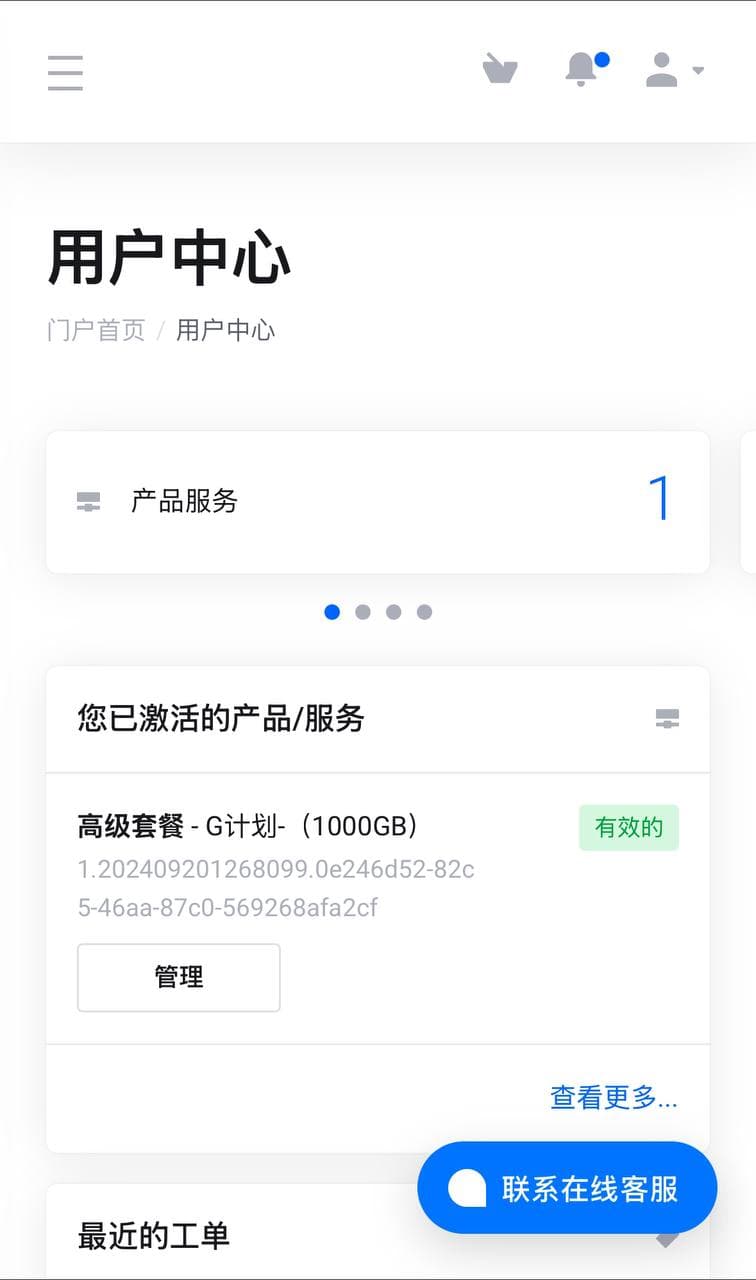 用户中心
门户首页 / 用户中心
产品服务 1
您已激活的产品/服务
高级套餐 - G计划-（1000GB） 有效的
1.202409201268099.0e246d52-82c
5-46aa-87c0-569268afa2cf
管理
查看更多...
联系在线客服
最近的工单